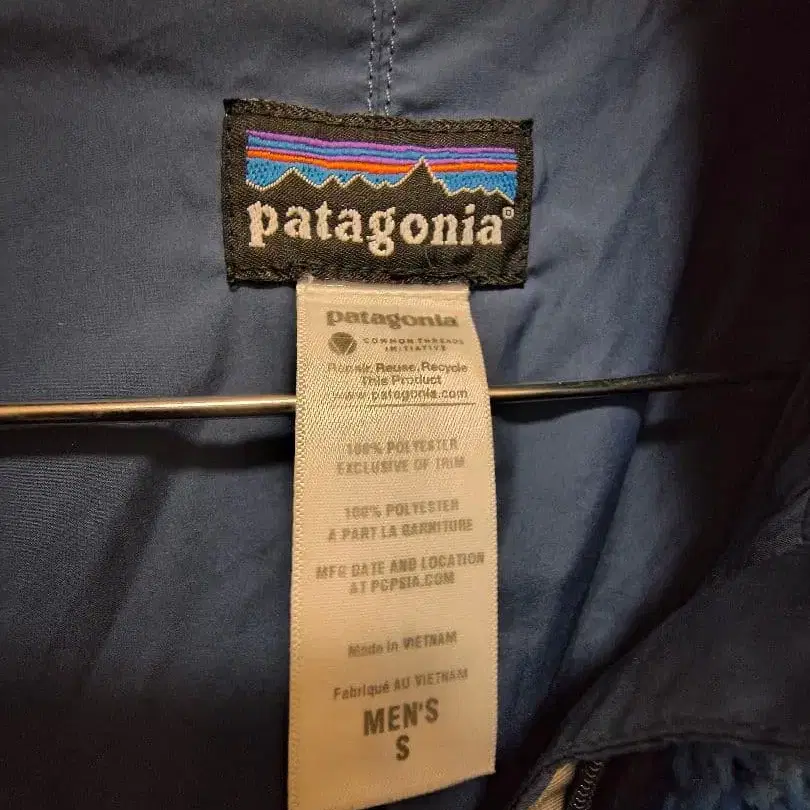 patagonia®
patagonia
COMMON THREADS
INITIATIVE
Repair, Reuse, Recycle
This Product
www.patagonia.com
100% POLYESTER
EXCLUSIVE OF TRIM
100% POLYESTER
A PART LA GARNITURE
MFG DATE AND LOCATION
AT PCPSIA.COM
Made in VIETNAM
Fabriqué AU VIETNAM
MEN'S
S